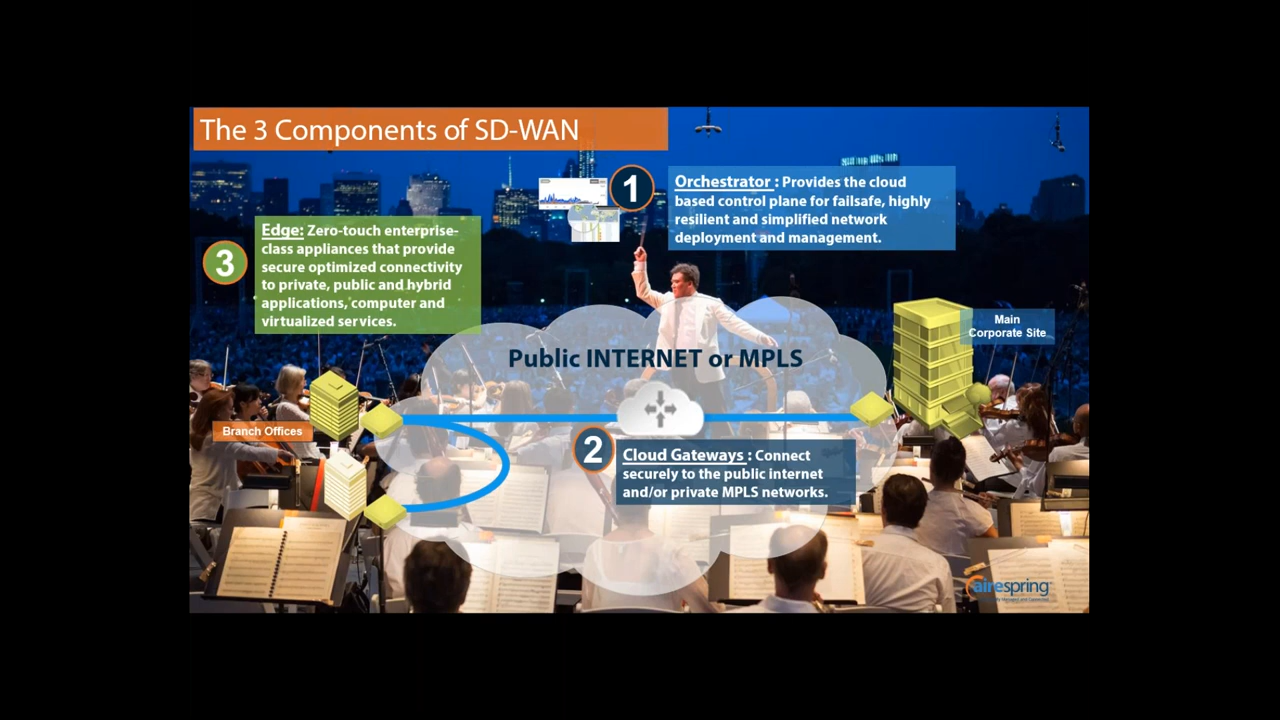 The 3 Components of SD-WAN
1
Orchestrator : Provides the cloud
based control plane for failsafe, highly
resilient and simplified network
deployment and management.
3
Edge: Zero-touch enterprise-
class appliances that provide
secure optimized connectivity
to private, public and hybrid
applications, computer and
virtualized services.
Main
Corporate Site
Public INTERNET or MPLS
Branch Offices
2
Cloud Gateways : Connect
securely to the public internet
and/or private MPLS networks.
airespring